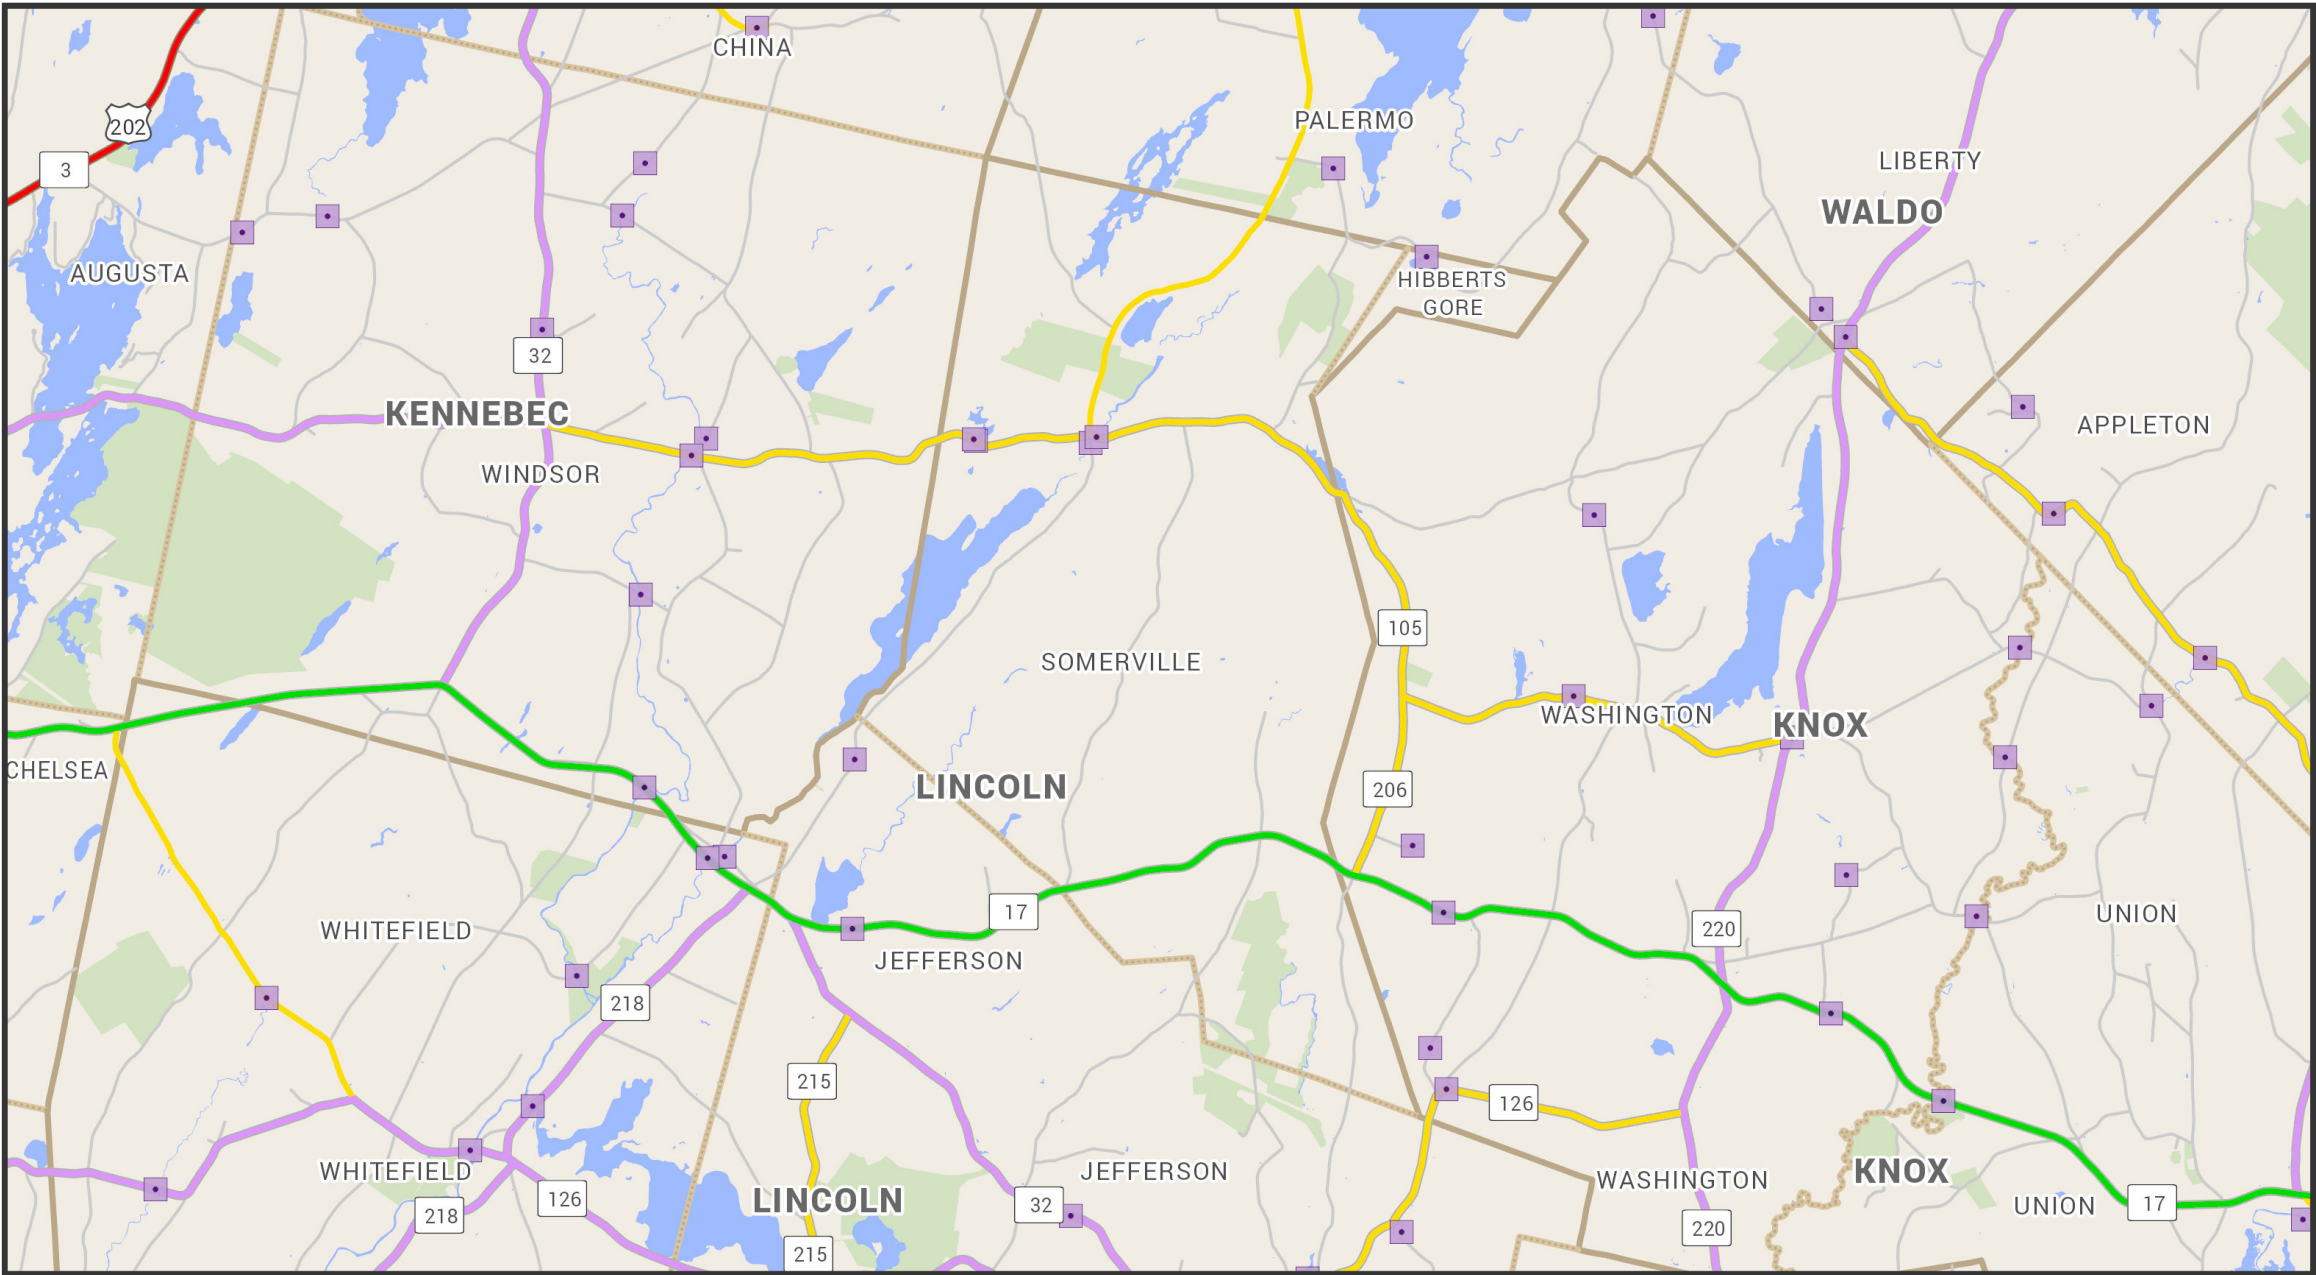 CHINA
PALERMO
202
3
LIBERTY
WALDO
AUGUSTA
HIBBERTS
GORE
32
KENNEBEC
APPLETON
WINDSOR
105
SOMERVILLE
WASHINGTON
KNOX
CHELSEA
LINCOLN
206
17
UNION
WHITEFIELD
220
JEFFERSON
218
215
126
WHITEFIELD
JEFFERSON
KNOX
WASHINGTON
126
LINCOLN
32
UNION
17
218
220
215